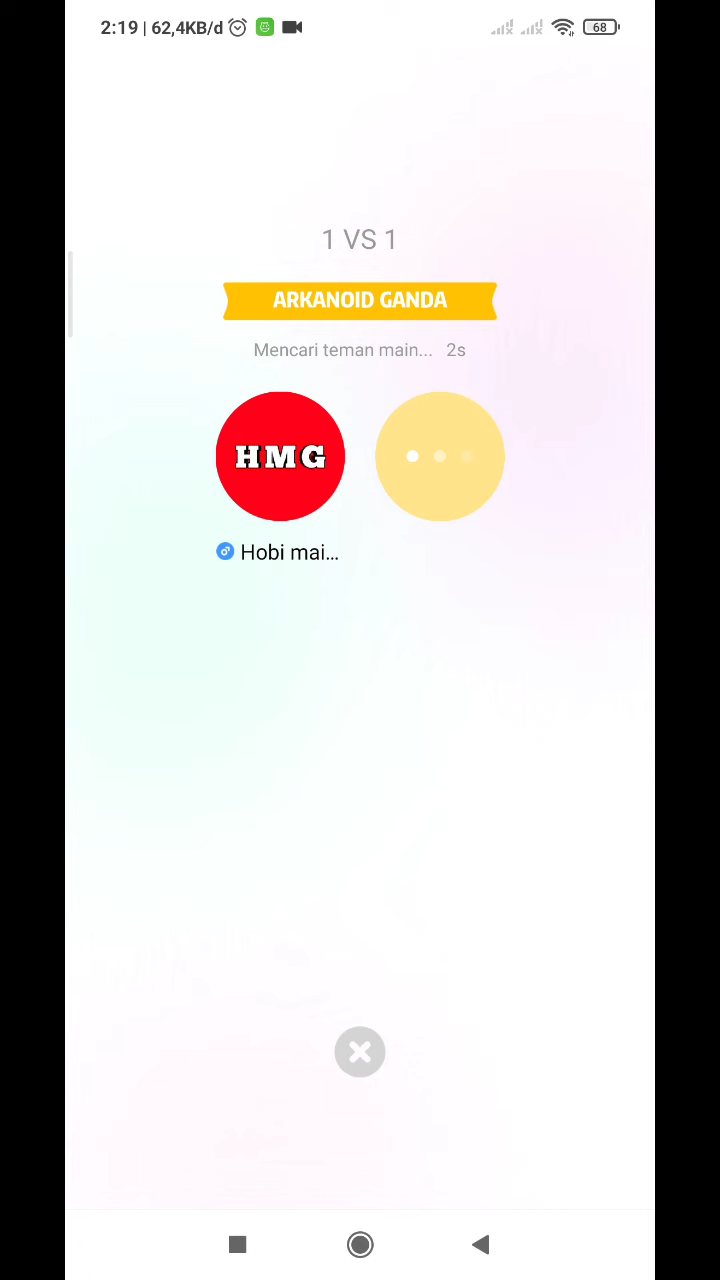 2:19 | 62,4KB/d 68
1 VS 1
ARKANOID GANDA
Mencari teman main... 2s
HMG
Hobi mai...